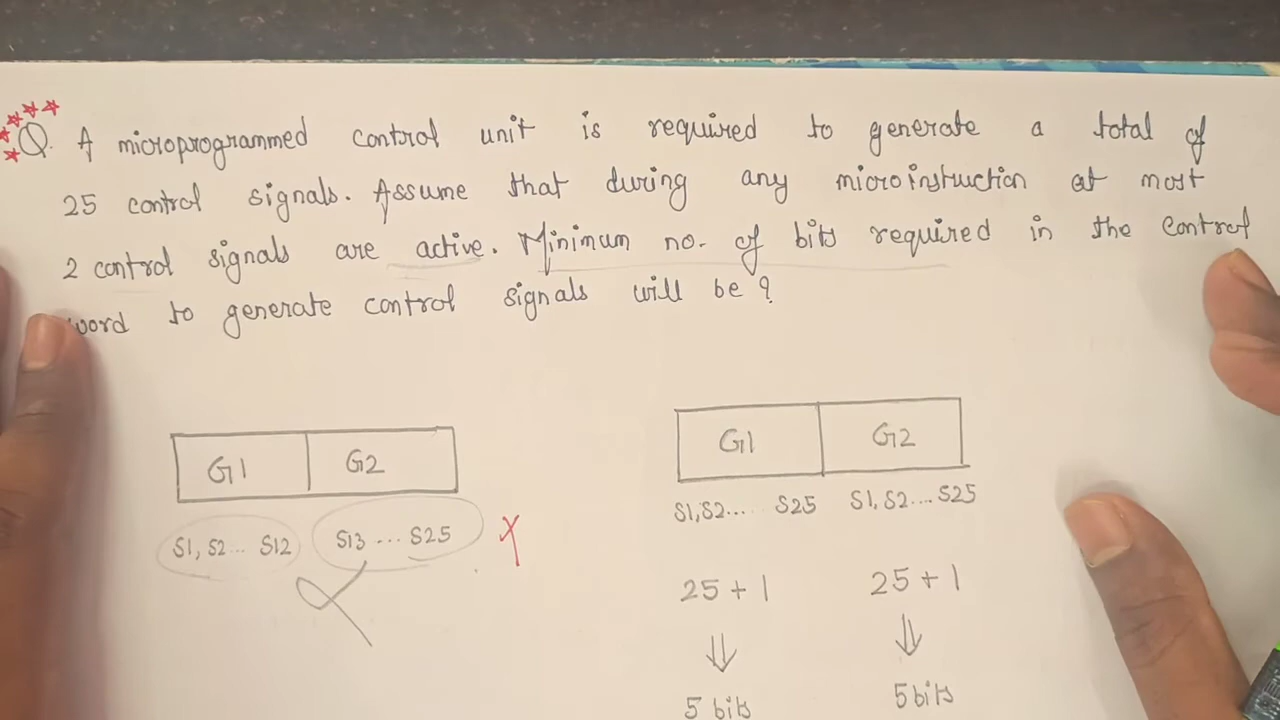 Q. A microprogrammed control unit is required to generate a total of
25 control signals. Assume that during any microinstruction at most
2 control signals are active. Minimum no. of bits required in the control
word to generate control signals will be ?
G1 G2
S1, S2... S12 S13 ... S25 X
G1 G2
S1, S2... S25 S1, S2.... S25
25 + 1 25 + 1
5 bits 5 bits